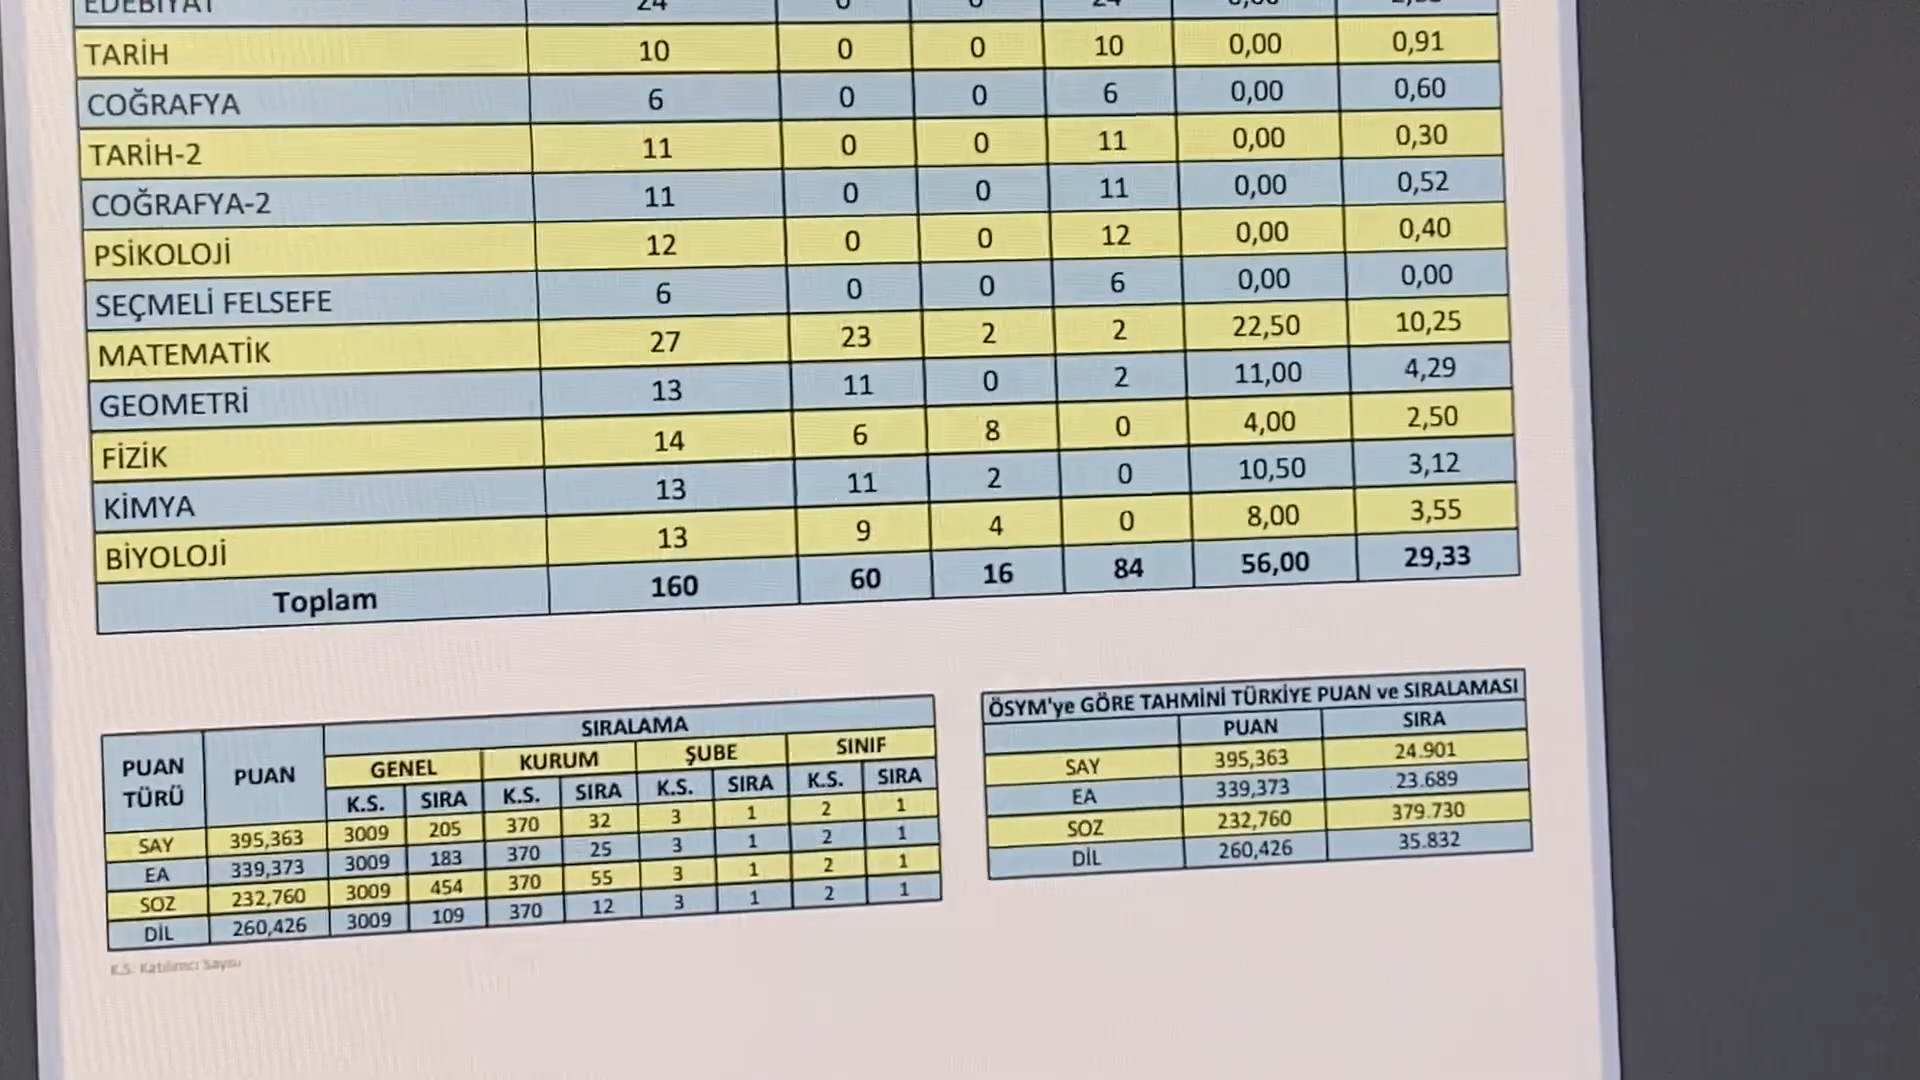 EDEBİYAT 24 0 0 24 0,00
TARİH 10 0 0 10 0,00 0,91
COĞRAFYA 6 0 0 6 0,00 0,60
TARİH-2 11 0 0 11 0,00 0,30
COĞRAFYA-2 11 0 0 11 0,00 0,52
PSİKOLOJİ 12 0 0 12 0,00 0,40
SEÇMELİ FELSEFE 6 0 0 6 0,00 0,00
MATEMATİK 27 23 2 2 22,50 10,25
GEOMETRİ 13 11 0 2 11,00 4,29
FİZİK 14 6 8 0 4,00 2,50
KİMYA 13 11 2 0 10,50 3,12
BİYOLOJİ 13 9 4 0 8,00 3,55
Toplam 160 60 16 84 56,00 29,33
PUAN TÜRÜ PUAN SIRALAMA
GENEL KURUM ŞUBE SINIF
K.S. SIRA K.S. SIRA K.S. SIRA K.S. SIRA
SAY 395,363 3009 205 370 32 3 1 2 1
EA 339,373 3009 183 370 25 3 1 2 1
SOZ 232,760 3009 454 370 55 3 1 2 1
DİL 260,426 3009 109 370 12 3 1 2 1
K.S. Katılımcı Sayısı
ÖSYM'ye GÖRE TAHMİNİ TÜRKİYE PUAN ve SIRALAMASI
PUAN SIRA
SAY 395,363 24.901
EA 339,373 23.689
SOZ 232,760 379.730
DİL 260,426 35.832